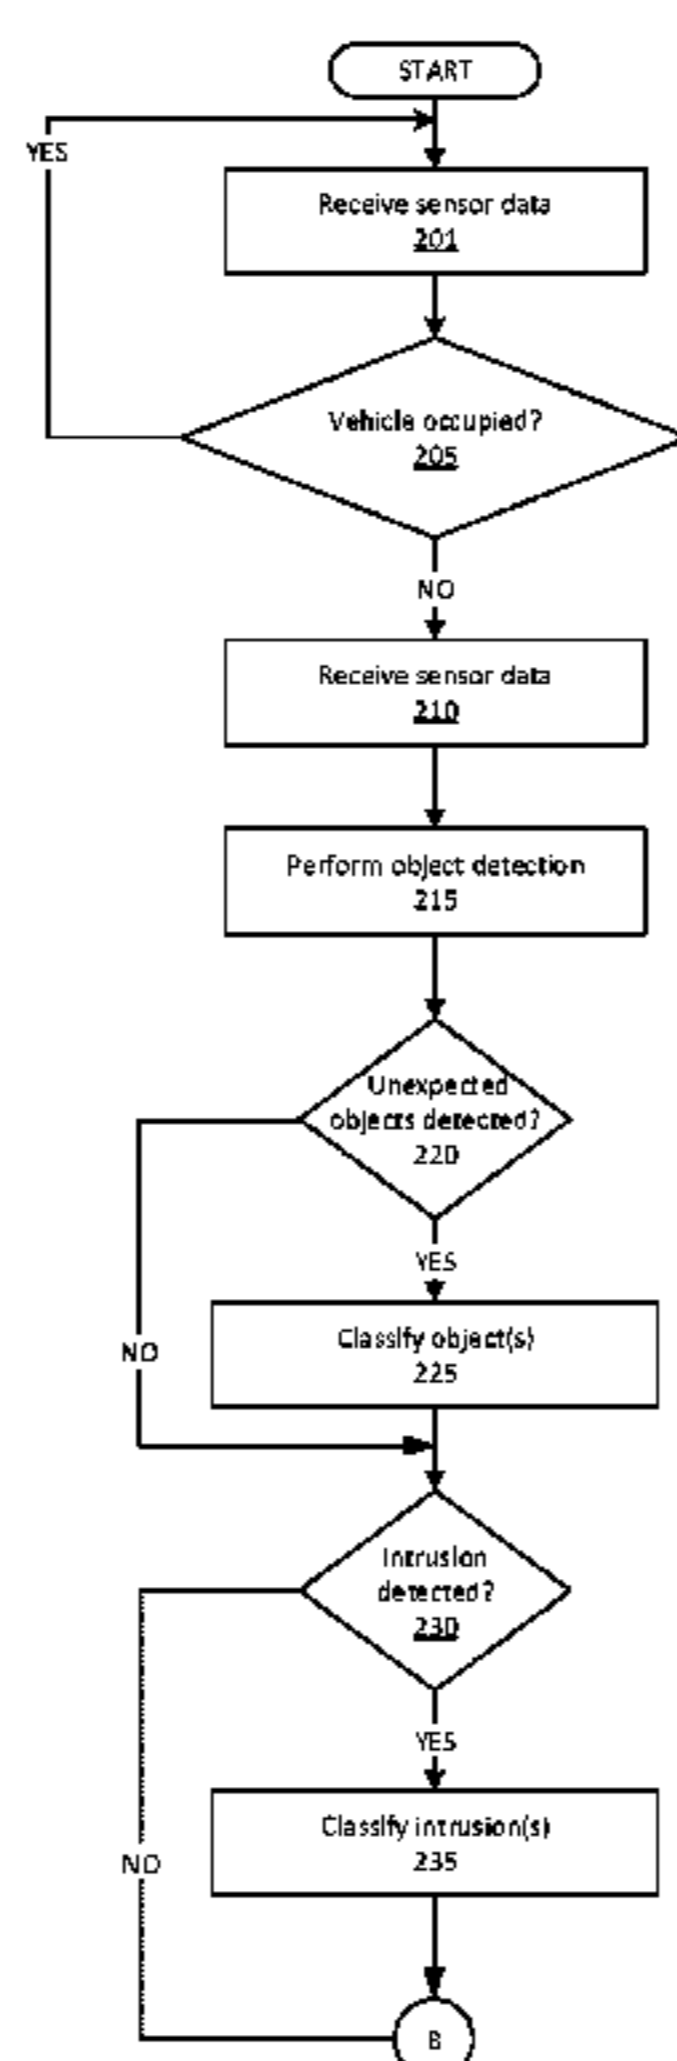 START
YES
Receive sensor data
201
Vehicle occupied?
205
NO
Receive sensor data
210
Perform object detection
215
Unexpected
objects detected?
220
YES
Classify object(s)
225
NO
Intrusion
detected?
230
YES
Classify intrusion(s)
235
NO
B